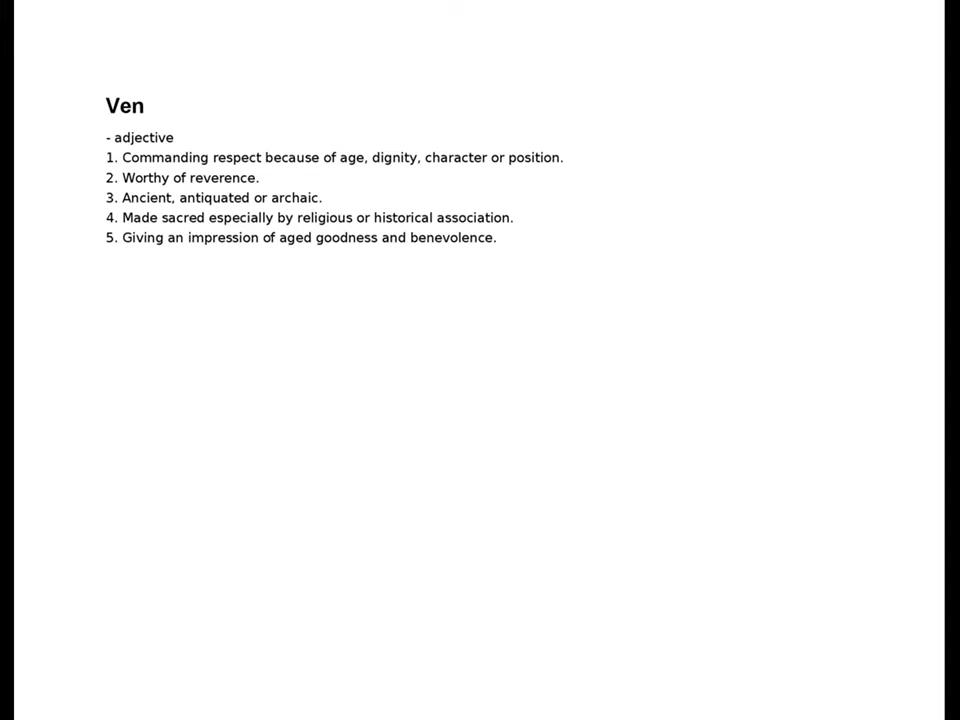 Ven
- adjective
1. Commanding respect because of age, dignity, character or position.
2. Worthy of reverence.
3. Ancient, antiquated or archaic.
4. Made sacred especially by religious or historical association.
5. Giving an impression of aged goodness and benevolence.